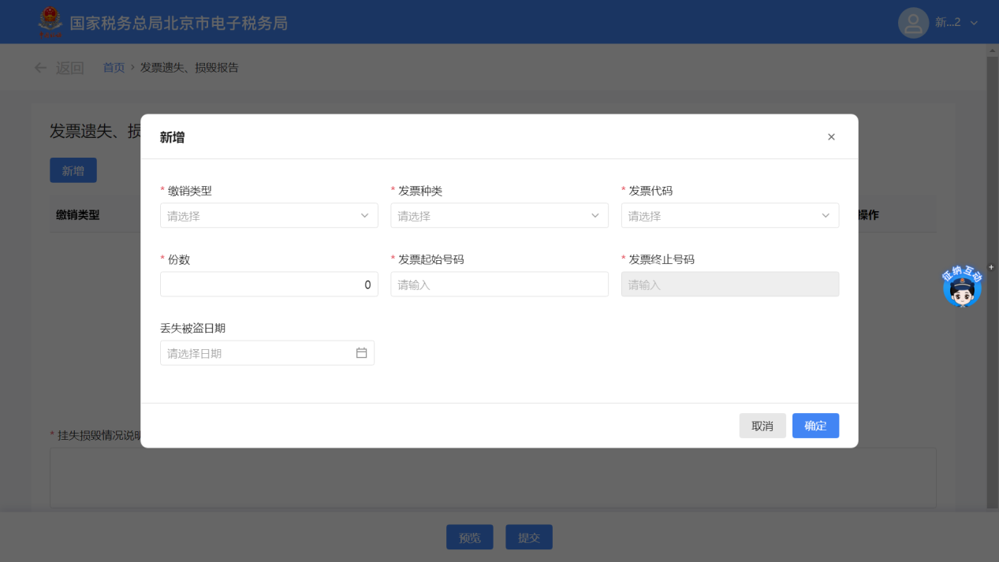 国家税务总局北京市电子税务局
新...2
返回 首页 › 发票遗失、损毁报告
发票遗失、损
新增
缴销类型
操作
新增
* 缴销类型
请选择
* 发票种类
请选择
* 发票代码
请选择
* 份数
0
* 发票起始号码
请输入
* 发票终止号码
请输入
丢失被盗日期
请选择日期
取消
确定
征纳互动
* 挂失损毁情况说明
预览
提交